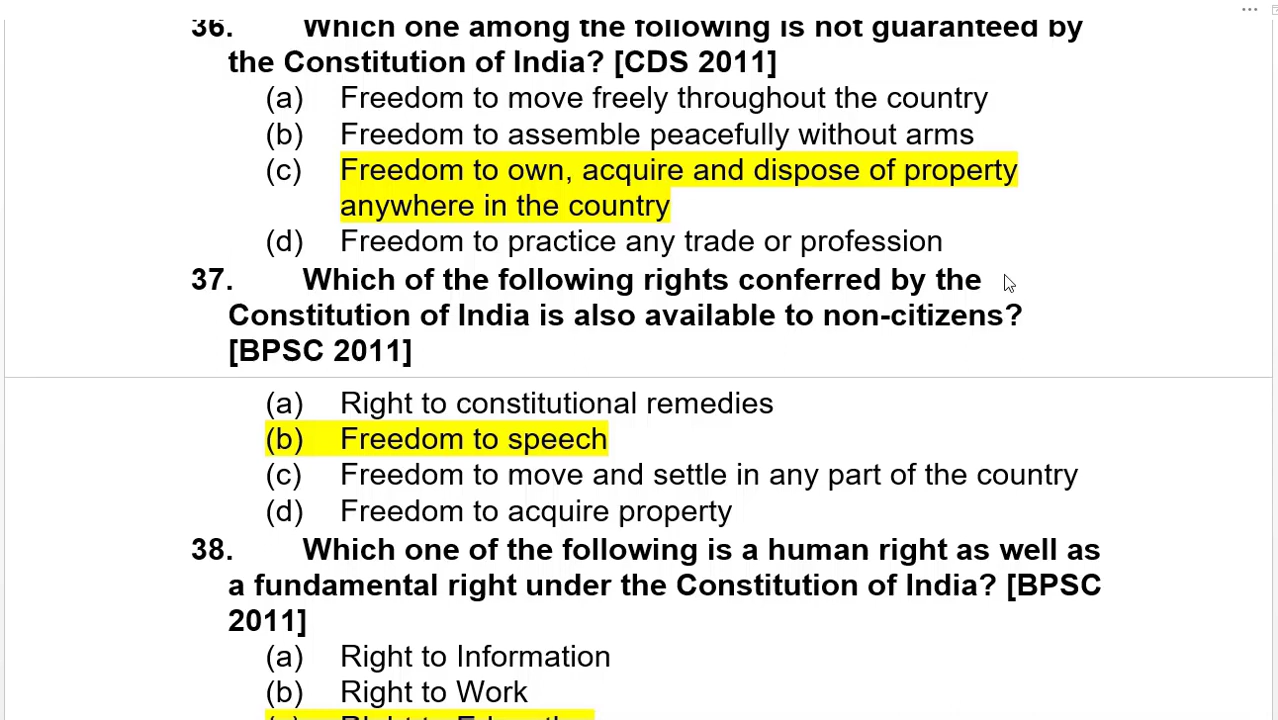 36. Which one among the following is not guaranteed by
the Constitution of India? [CDS 2011]
(a) Freedom to move freely throughout the country
(b) Freedom to assemble peacefully without arms
(c) Freedom to own, acquire and dispose of property
anywhere in the country
(d) Freedom to practice any trade or profession
37. Which of the following rights conferred by the
Constitution of India is also available to non-citizens?
[BPSC 2011]
(a) Right to constitutional remedies
(b) Freedom to speech
(c) Freedom to move and settle in any part of the country
(d) Freedom to acquire property
38. Which one of the following is a human right as well as
a fundamental right under the Constitution of India? [BPSC
2011]
(a) Right to Information
(b) Right to Work